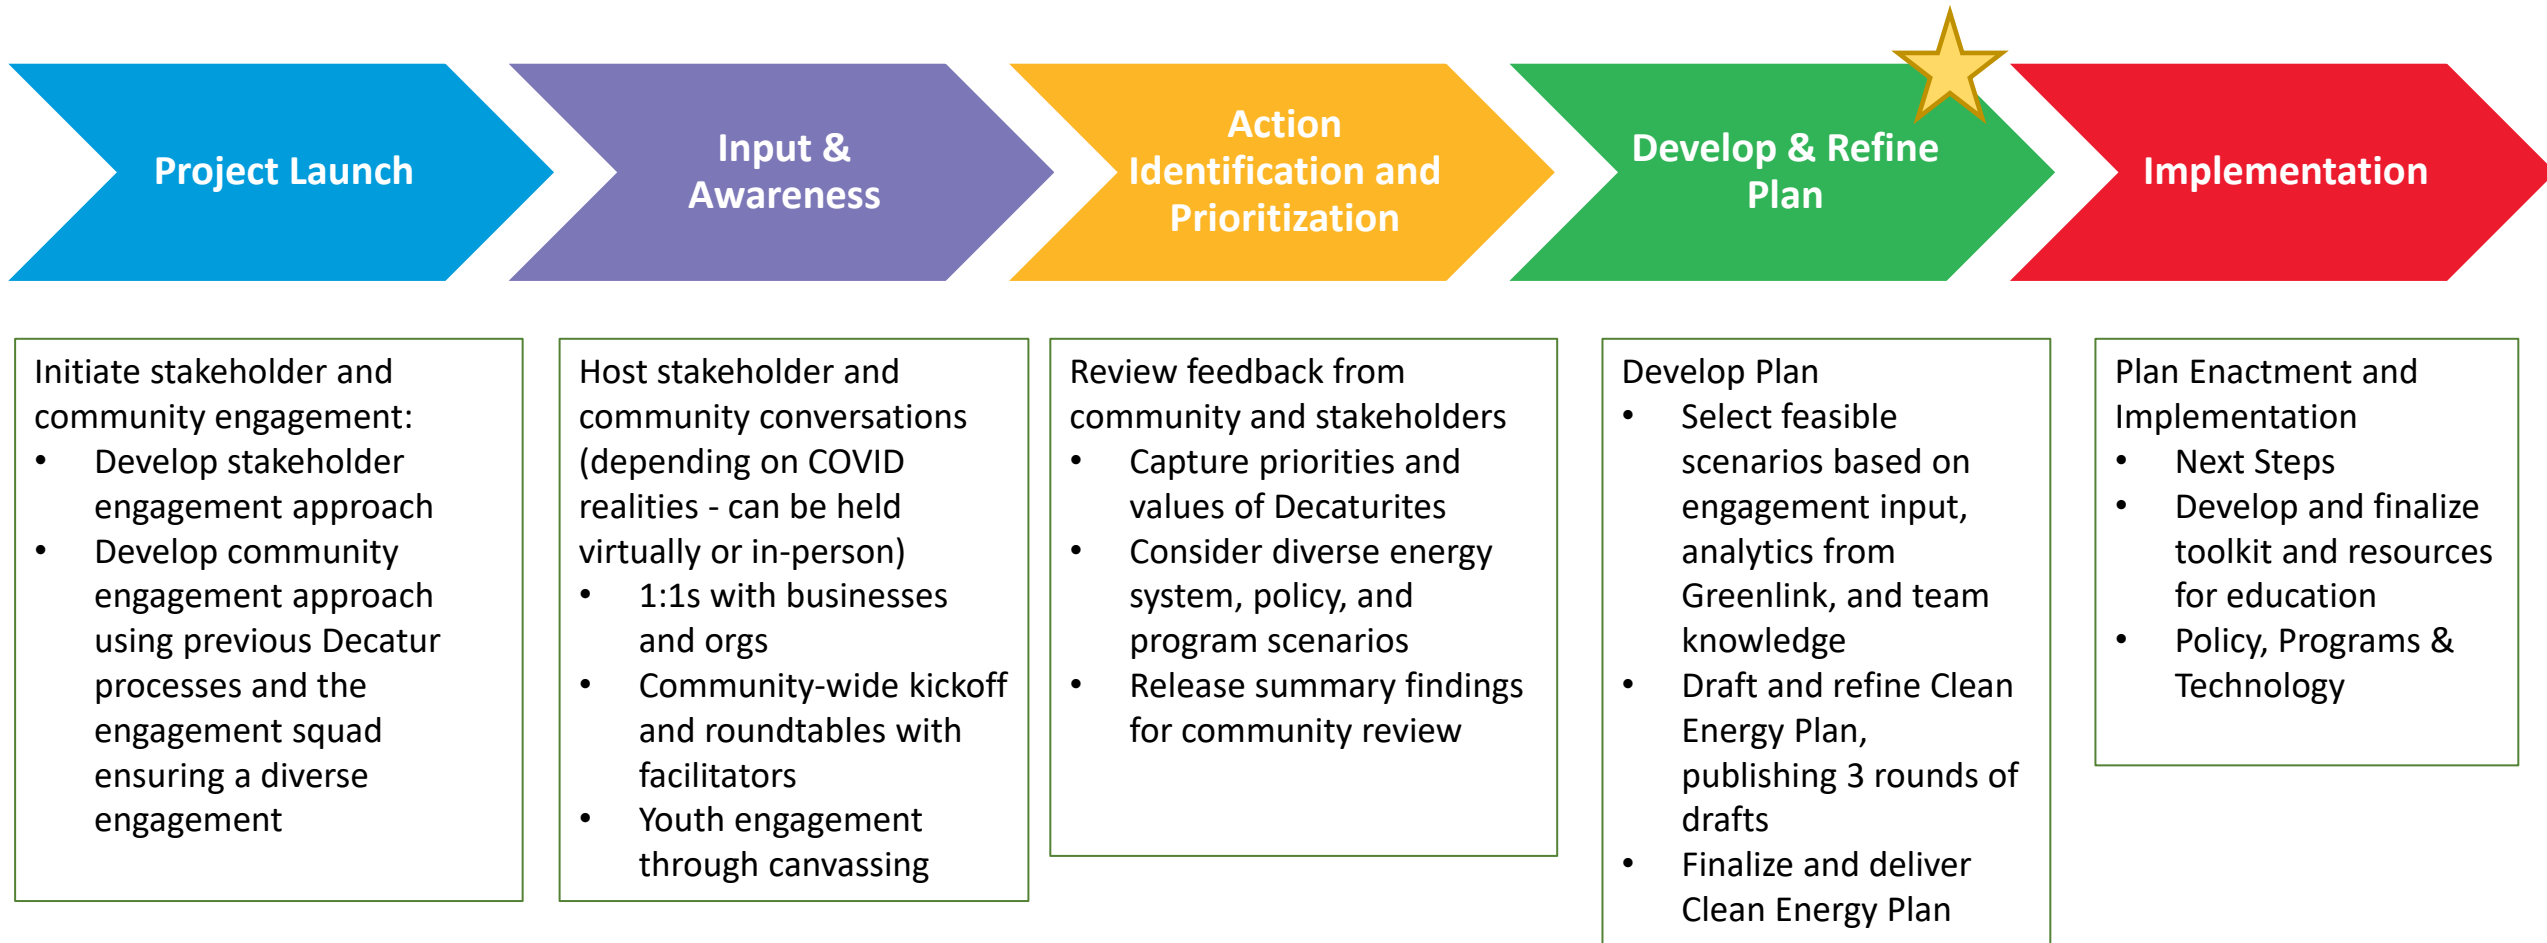 Project Launch
Input &
Awareness
Action
Identification and
Prioritization
Develop & Refine
Plan
Implementation
Initiate stakeholder and
community engagement:
• Develop stakeholder
engagement approach
• Develop community
engagement approach
using previous Decatur
processes and the
engagement squad
ensuring a diverse
engagement
Host stakeholder and
community conversations
(depending on COVID
realities - can be held
virtually or in-person)
• 1:1s with businesses
and orgs
• Community-wide kickoff
and roundtables with
facilitators
• Youth engagement
through canvassing
Review feedback from
community and stakeholders
• Capture priorities and
values of Decaturites
• Consider diverse energy
system, policy, and
program scenarios
• Release summary findings
for community review
Develop Plan
• Select feasible
scenarios based on
engagement input,
analytics from
Greenlink, and team
knowledge
• Draft and refine Clean
Energy Plan,
publishing 3 rounds of
drafts
• Finalize and deliver
Clean Energy Plan
Plan Enactment and
Implementation
• Next Steps
• Develop and finalize
toolkit and resources
for education
• Policy, Programs &
Technology